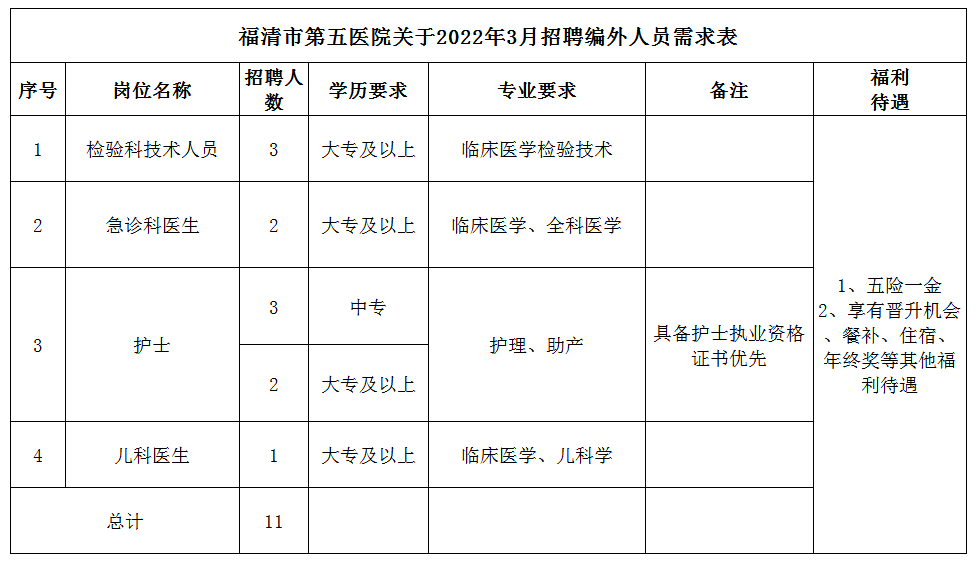 福清市第五医院关于2022年3月招聘编外人员需求表
序号 岗位名称 招聘人
数 学历要求 专业要求 备注 福利
待遇
1 检验科技术人员 3 大专及以上 临床医学检验技术
2 急诊科医生 2 大专及以上 临床医学、全科医学
3 护士 3 中专 护理、助产 具备护士执业资格
证书优先
2 大专及以上
4 儿科医生 1 大专及以上 临床医学、儿科学
总计 11
1、五险一金
2、享有晋升机会
、餐补、住宿、
年终奖等其他福
利待遇